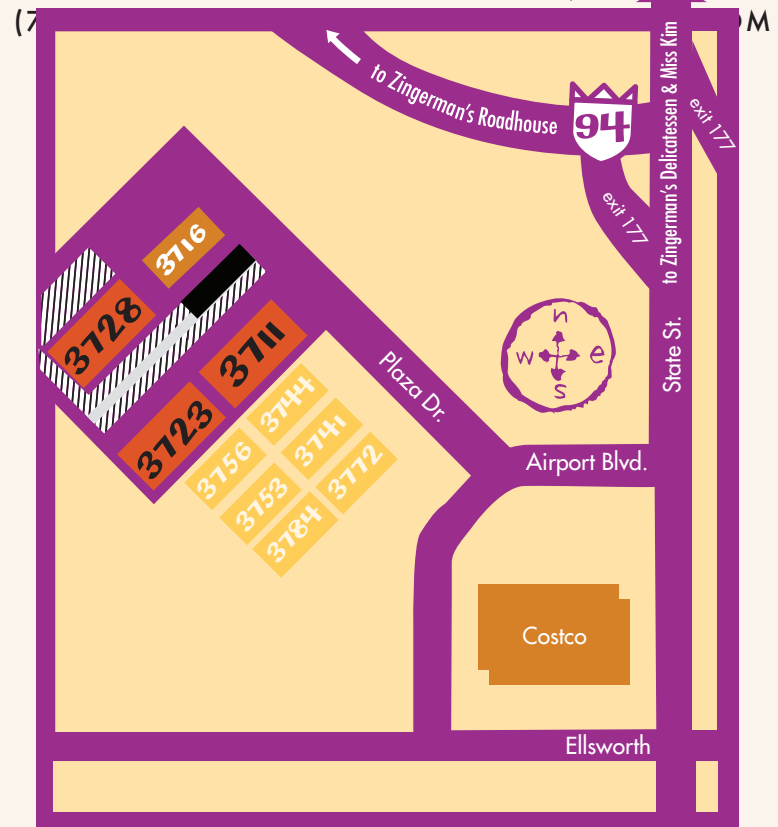 (7
M
to Zingerman's Roadhouse
94
to Zingerman's Delicatessen & Miss Kim
exit 177
exit 177
3716
3728
3711
3723
3744
3741
3772
3756
3753
3784
n
w e
s
State St.
Plaza Dr.
Airport Blvd.
Costco
Ellsworth